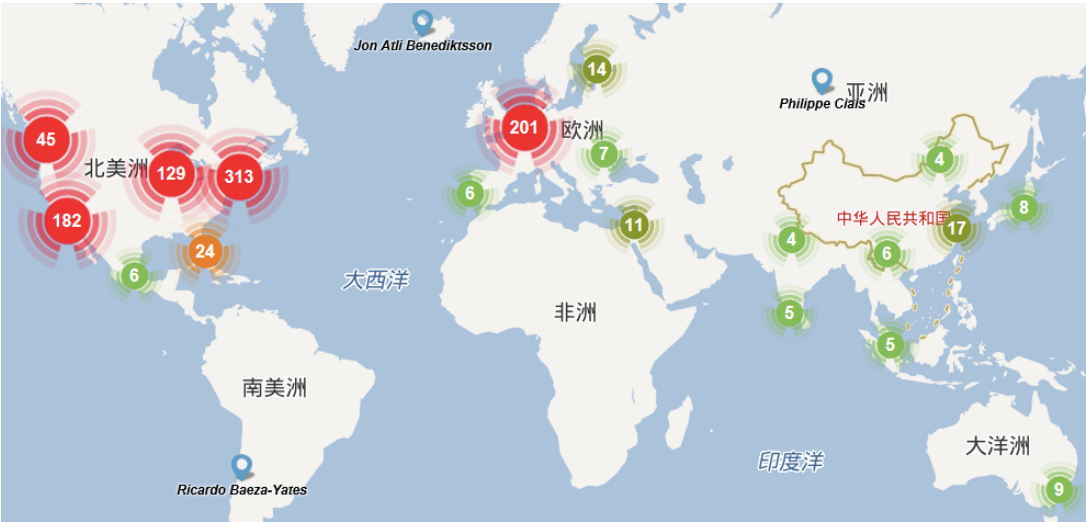 Jon Atli Benediktsson
14
亚洲
Philippe Ciais
201
欧洲
45
北美洲
129
313
7
4
6
182
8
中华人民共和国
17
11
4
24
6
6
大西洋
非洲
5
5
南美洲
大洋洲
印度洋
Ricardo Baeza-Yates
9